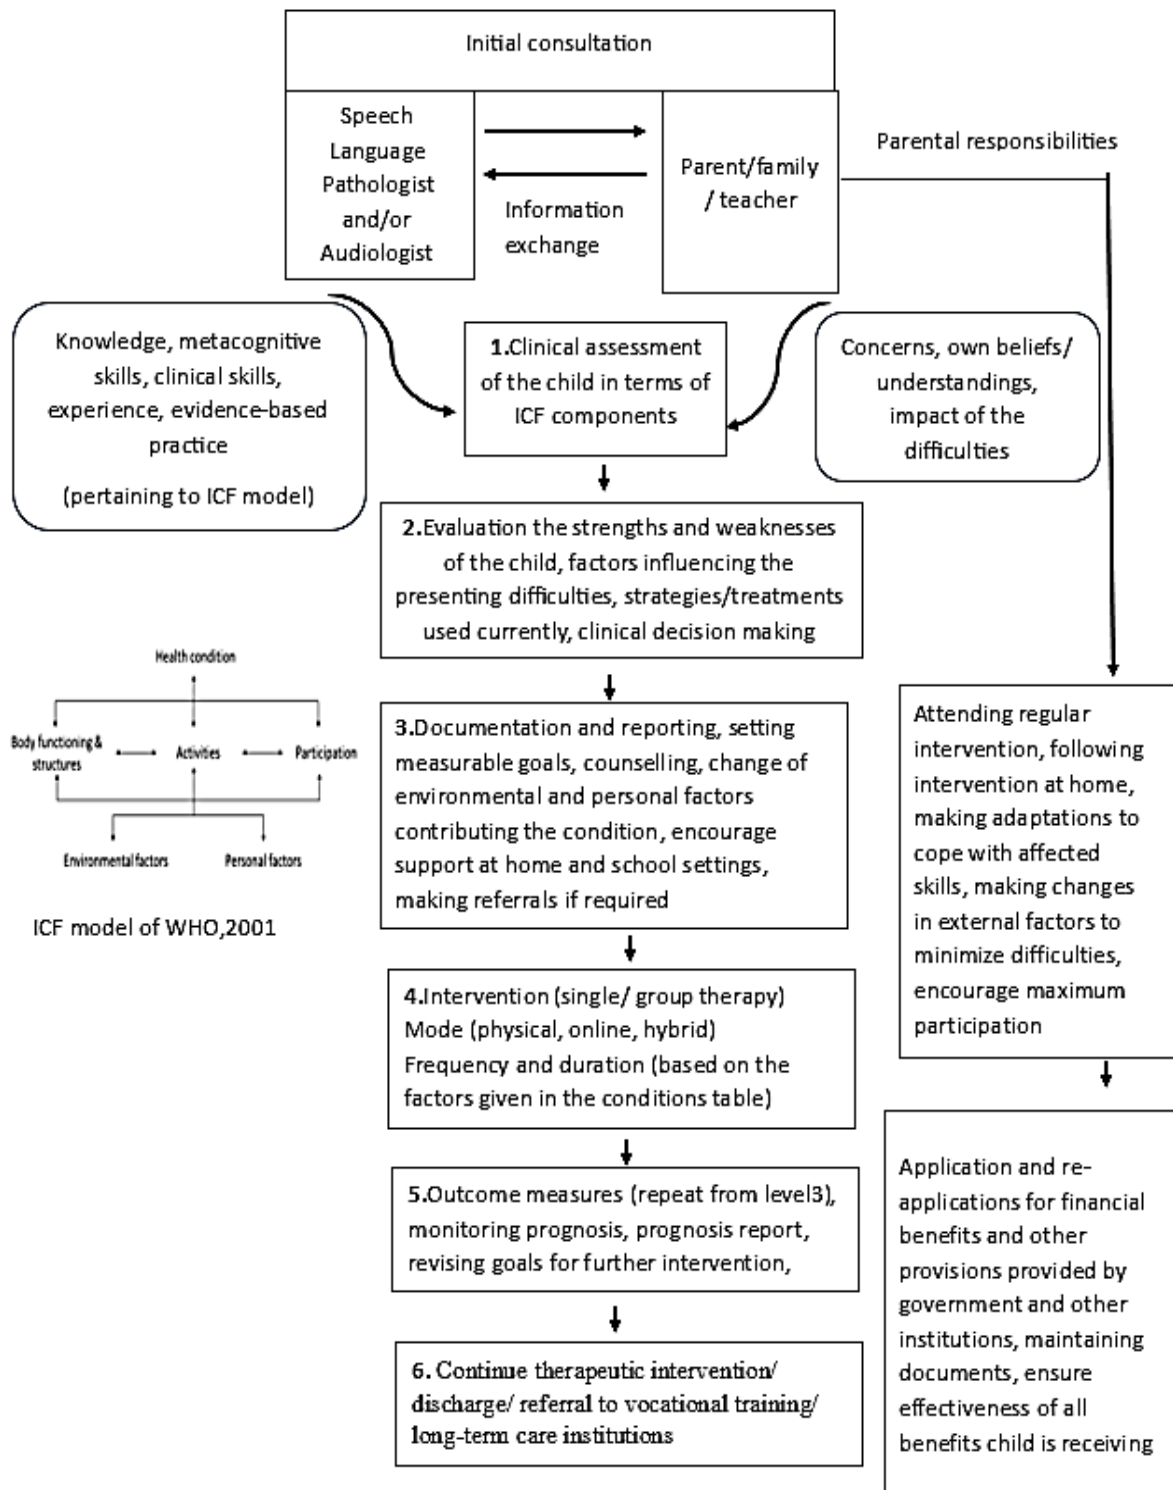 Initial consultation
Speech
Language
Pathologist
and/or
Audiologist
Information
exchange
Parent/family
/ teacher
Parental responsibilities
Knowledge, metacognitive
skills, clinical skills,
experience, evidence-based
practice
(pertaining to ICF model)
1.Clinical assessment
of the child in terms of
ICF components
Concerns, own beliefs/
understandings,
impact of the
difficulties
2.Evaluation the strengths and weaknesses
of the child, factors influencing the
presenting difficulties, strategies/treatments
used currently, clinical decision making
Health condition
Body functioning &
structures
Activities
Participation
Environmental factors
Personal factors
ICF model of WHO,2001
3.Documentation and reporting, setting
measurable goals, counselling, change of
environmental and personal factors
contributing the condition, encourage
support at home and school settings,
making referrals if required
Attending regular
intervention, following
intervention at home,
making adaptations to
cope with affected
skills, making changes
in external factors to
minimize difficulties,
encourage maximum
participation
4.Intervention (single/ group therapy)
Mode (physical, online, hybrid)
Frequency and duration (based on the
factors given in the conditions table)
5.Outcome measures (repeat from level3),
monitoring prognosis, prognosis report,
revising goals for further intervention,
Application and re-
applications for financial
benefits and other
provisions provided by
government and other
institutions, maintaining
documents, ensure
effectiveness of all
benefits child is receiving
6. Continue therapeutic intervention/
discharge/ referral to vocational training/
long-term care institutions